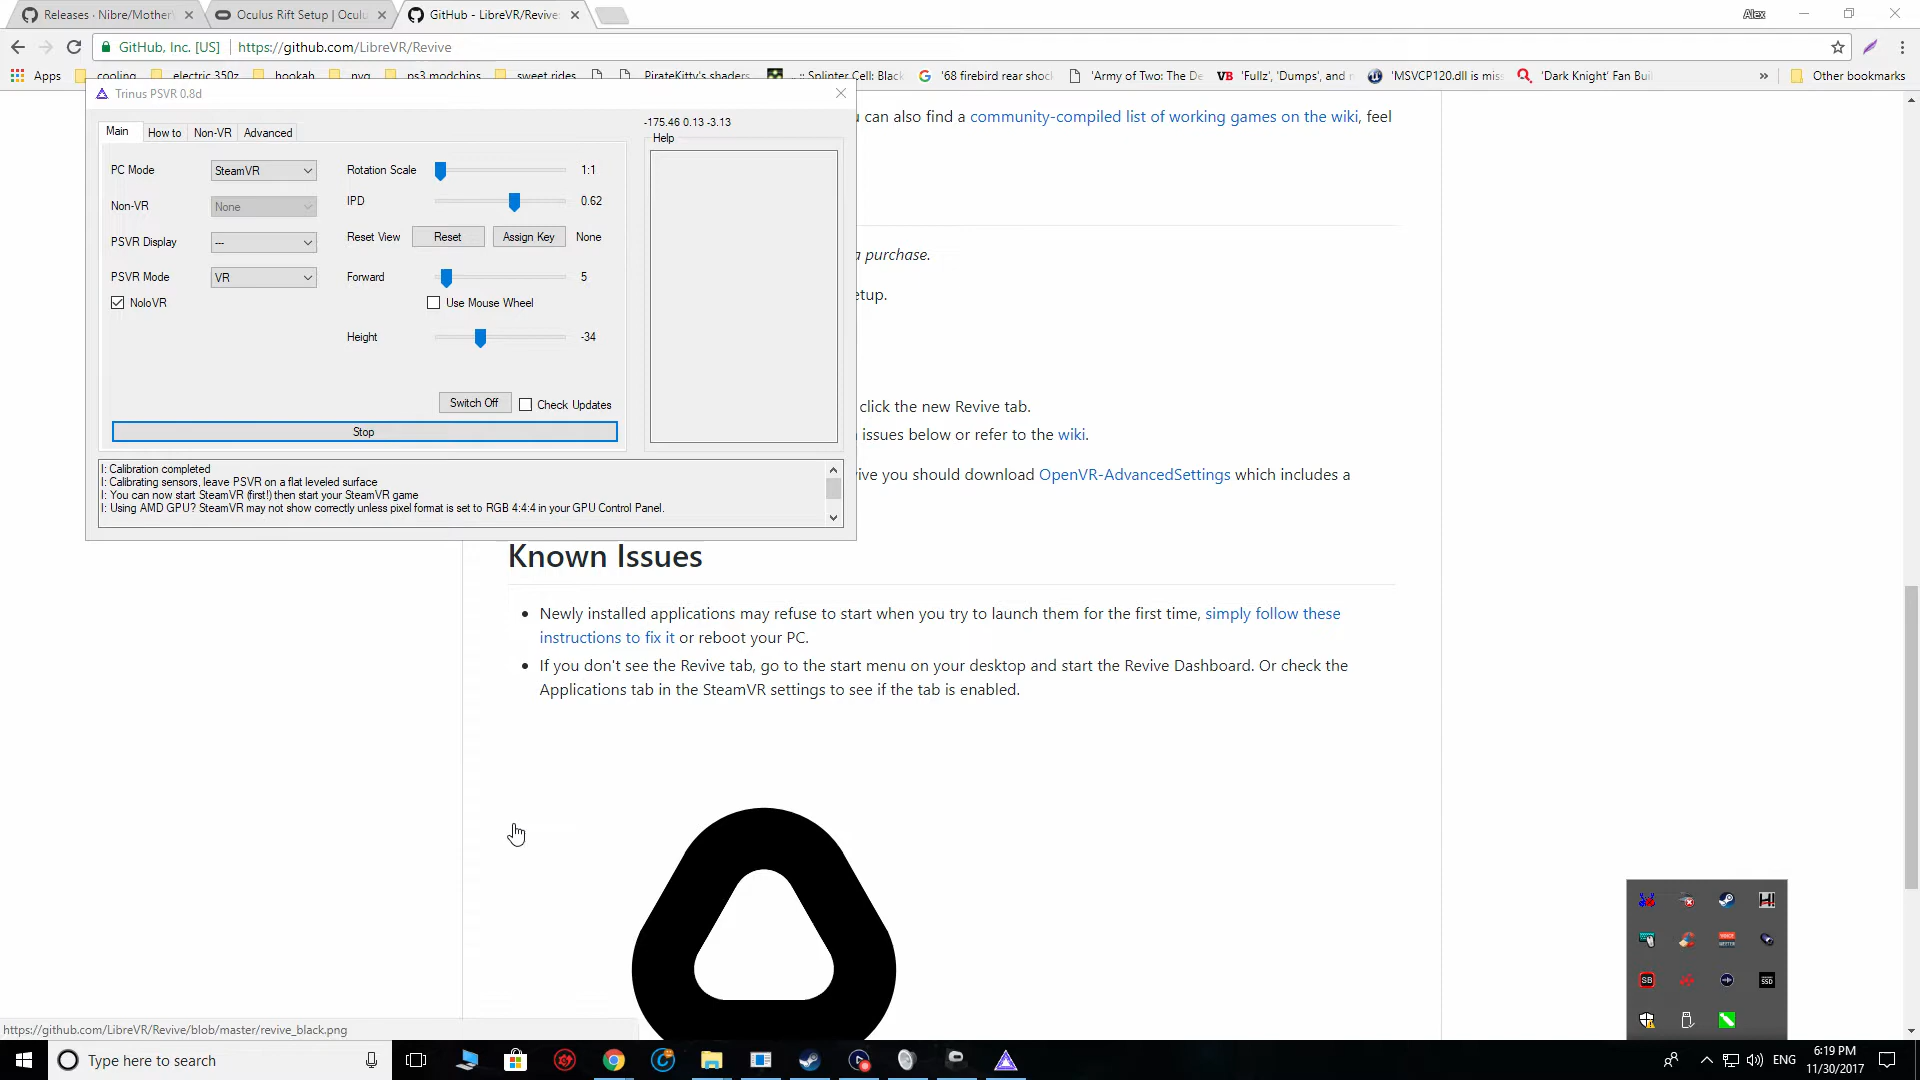 Releases · Nibre/Mother
Oculus Rift Setup | Ocul
GitHub - LibreVR/Revive:
Alex
GitHub, Inc. [US]
https://github.com/LibreVR/Revive
Apps
cooling
electric 350z
hookah
nvg
ps3 modchips
sweet rides
PirateKitty's shaders
:: Splinter Cell: Black
'68 firebird rear shock
'Army of Two: The De
'Fullz', 'Dumps', and
'MSVCP120.dll is miss
'Dark Knight' Fan Bui
»
Other bookmarks
Trinus PSVR 0.8d
Main
How to
Non-VR
Advanced
-175.46 0.13 -3.13
Help
PC Mode
SteamVR
Rotation Scale
1:1
Non-VR
None
IPD
0.62
PSVR Display
---
Reset View
Reset
Assign Key
None
PSVR Mode
VR
Forward
5
NoloVR
Use Mouse Wheel
Height
-34
Switch Off
Check Updates
Stop
I: Calibration completed
I: Calibrating sensors, leave PSVR on a flat leveled surface
I: You can now start SteamVR (first!) then start your SteamVR game
I: Using AMD GPU? SteamVR may not show correctly unless pixel format is set to RGB 4:4:4 in your GPU Control Panel.
can also find a community-compiled list of working games on the wiki, feel
purchase.
etup.
click the new Revive tab.
issues below or refer to the wiki.
ive you should download OpenVR-AdvancedSettings which includes a
Known Issues
• Newly installed applications may refuse to start when you try to launch them for the first time, simply follow these
instructions to fix it or reboot your PC.
• If you don't see the Revive tab, go to the start menu on your desktop and start the Revive Dashboard. Or check the
Applications tab in the SteamVR settings to see if the tab is enabled.
SB
SSD
https://github.com/LibreVR/Revive/blob/master/revive_black.png
Type here to search
ENG
6:19 PM
11/30/2017